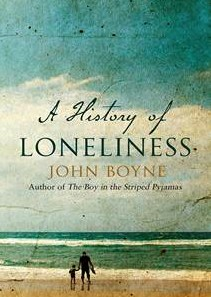 A History of
LONELINESS
JOHN BOYNE
Author of The Boy in the Striped Pyjamas